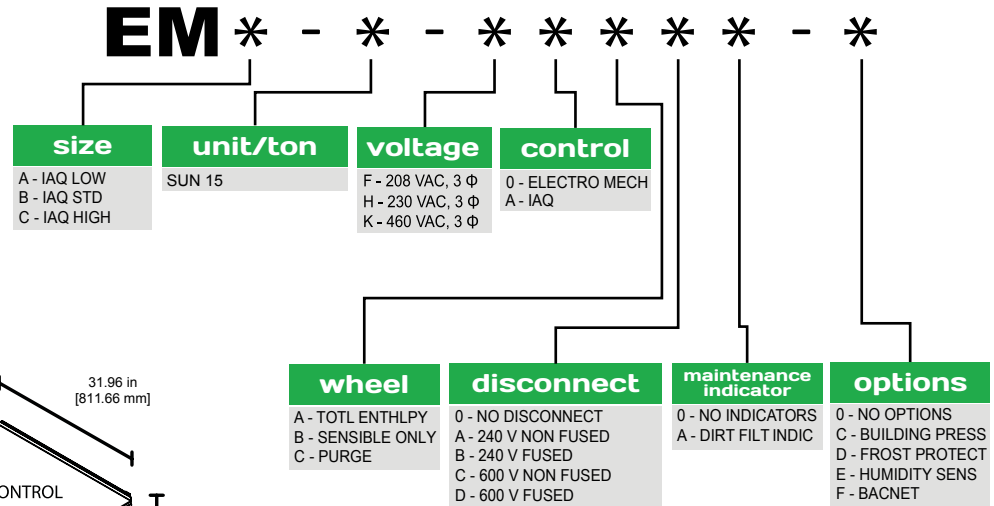 EM * - * - * * * * * - *
size
A - IAQ LOW
B - IAQ STD
C - IAQ HIGH
unit/ton
SUN 15
voltage
F - 208 VAC, 3 Φ
H - 230 VAC, 3 Φ
K - 460 VAC, 3 Φ
control
0 - ELECTRO MECH
A - IAQ
31.96 in
[811.66 mm]
ONTROL
wheel
A - TOTL ENTHLPY
B - SENSIBLE ONLY
C - PURGE
disconnect
0 - NO DISCONNECT
A - 240 V NON FUSED
B - 240 V FUSED
C - 600 V NON FUSED
D - 600 V FUSED
maintenance
indicator
0 - NO INDICATORS
A - DIRT FILT INDIC
options
0 - NO OPTIONS
C - BUILDING PRESS
D - FROST PROTECT
E - HUMIDITY SENS
F - BACNET